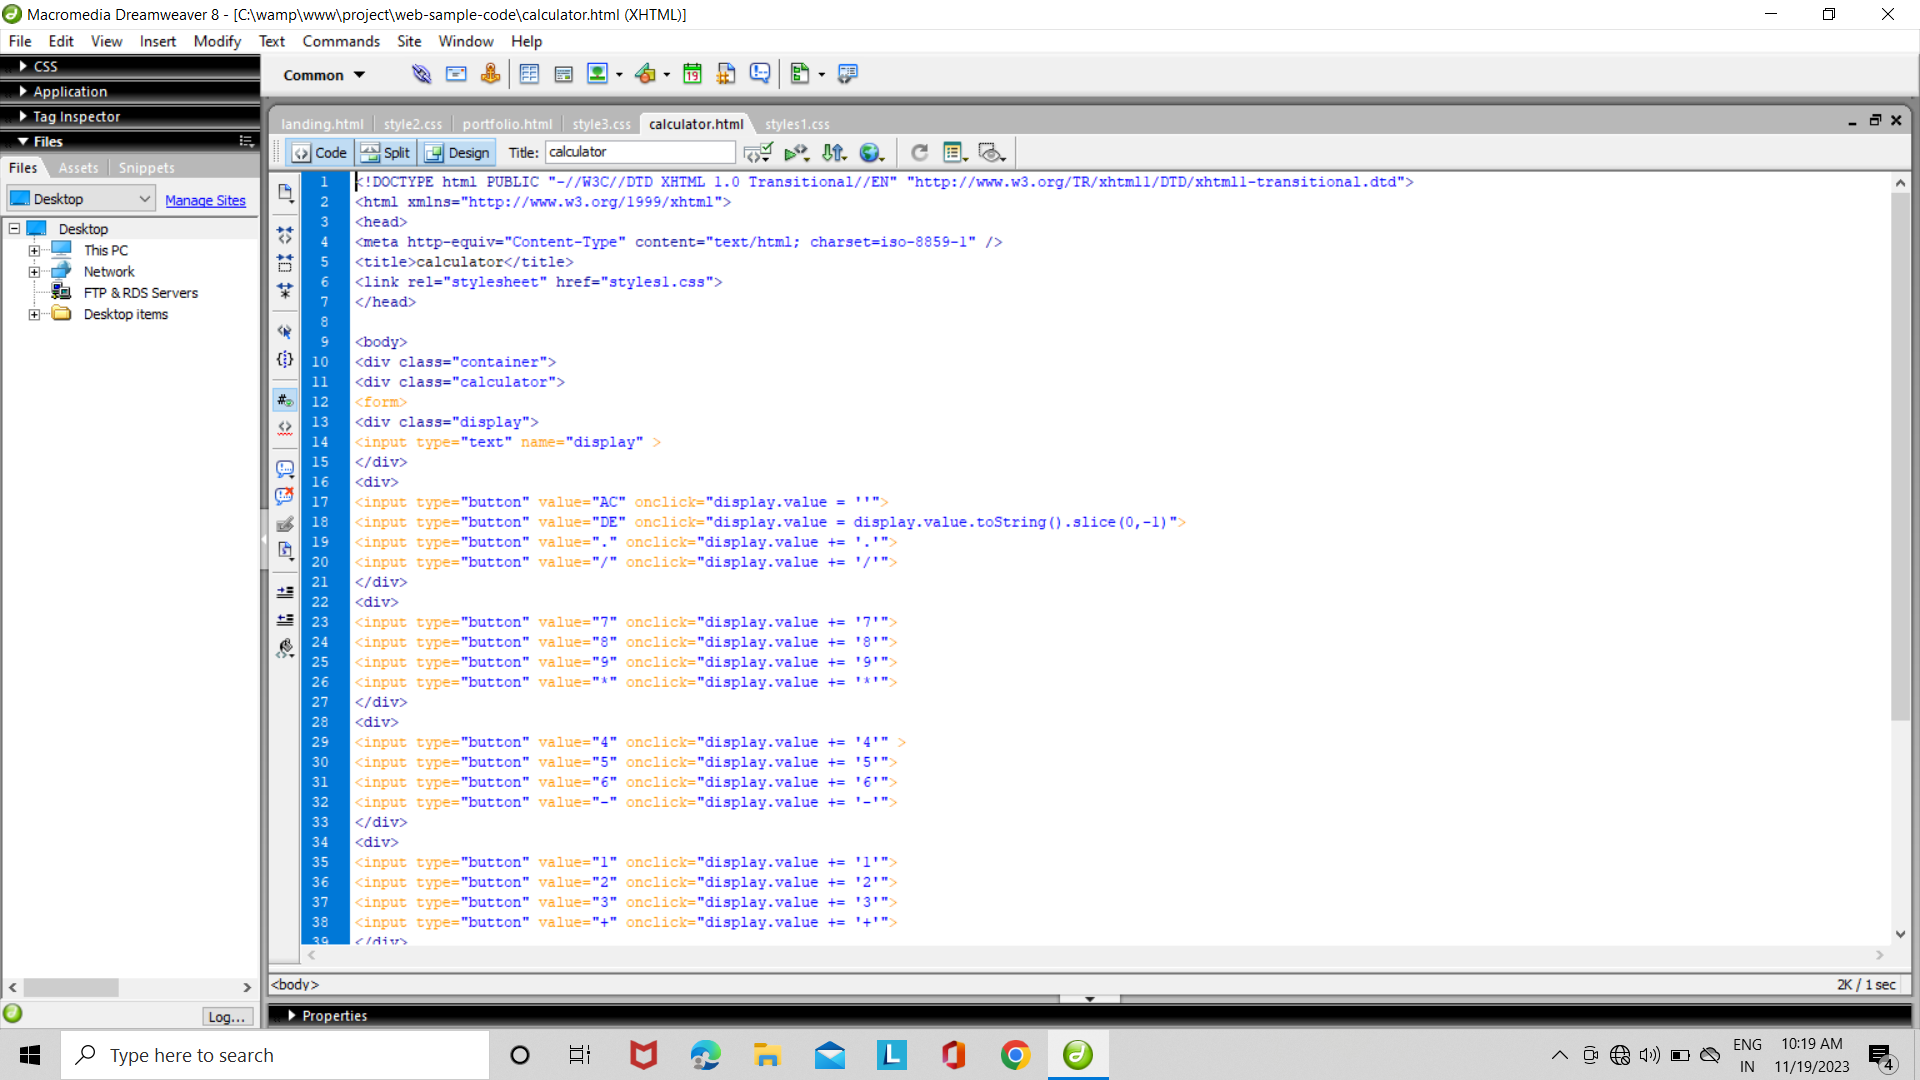 Macromedia Dreamweaver 8 - [C:\wamp\www\project\web-sample-code\calculator.html (XHTML)]
File Edit View Insert Modify Text Commands Site Window Help
CSS
Application
Tag Inspector
Files
Files Assets Snippets
Desktop Manage Sites
Desktop
This PC
Network
FTP & RDS Servers
Desktop items
Log...
Common
19
landing.html style2.css portfolio.html style3.css calculator.html styles1.css
Code Split Design Title: calculator
1 <!DOCTYPE html PUBLIC "-//W3C//DTD XHTML 1.0 Transitional//EN" "http://www.w3.org/TR/xhtml1/DTD/xhtml1-transitional.dtd">
2 <html xmlns="http://www.w3.org/1999/xhtml">
3 <head>
4 <meta http-equiv="Content-Type" content="text/html; charset=iso-8859-1" />
5 <title>calculator</title>
6 <link rel="stylesheet" href="styles1.css">
7 </head>
8
9 <body>
10 <div class="container">
11 <div class="calculator">
12 <form>
13 <div class="display">
14 <input type="text" name="display" >
15 </div>
16 <div>
17 <input type="button" value="AC" onclick="display.value = ''">
18 <input type="button" value="DE" onclick="display.value = display.value.toString().slice(0,-1)">
19 <input type="button" value="." onclick="display.value += '.'">
20 <input type="button" value="/" onclick="display.value += '/'">
21 </div>
22 <div>
23 <input type="button" value="7" onclick="display.value += '7'">
24 <input type="button" value="8" onclick="display.value += '8'">
25 <input type="button" value="9" onclick="display.value += '9'">
26 <input type="button" value="*" onclick="display.value += '*'">
27 </div>
28 <div>
29 <input type="button" value="4" onclick="display.value += '4'" >
30 <input type="button" value="5" onclick="display.value += '5'">
31 <input type="button" value="6" onclick="display.value += '6'">
32 <input type="button" value="-" onclick="display.value += '-'">
33 </div>
34 <div>
35 <input type="button" value="1" onclick="display.value += '1'">
36 <input type="button" value="2" onclick="display.value += '2'">
37 <input type="button" value="3" onclick="display.value += '3'">
38 <input type="button" value="+" onclick="display.value += '+'">
39 </div>
<body> 2K / 1 sec
Properties
Type here to search
L
ENG
IN
10:19 AM
11/19/2023
4